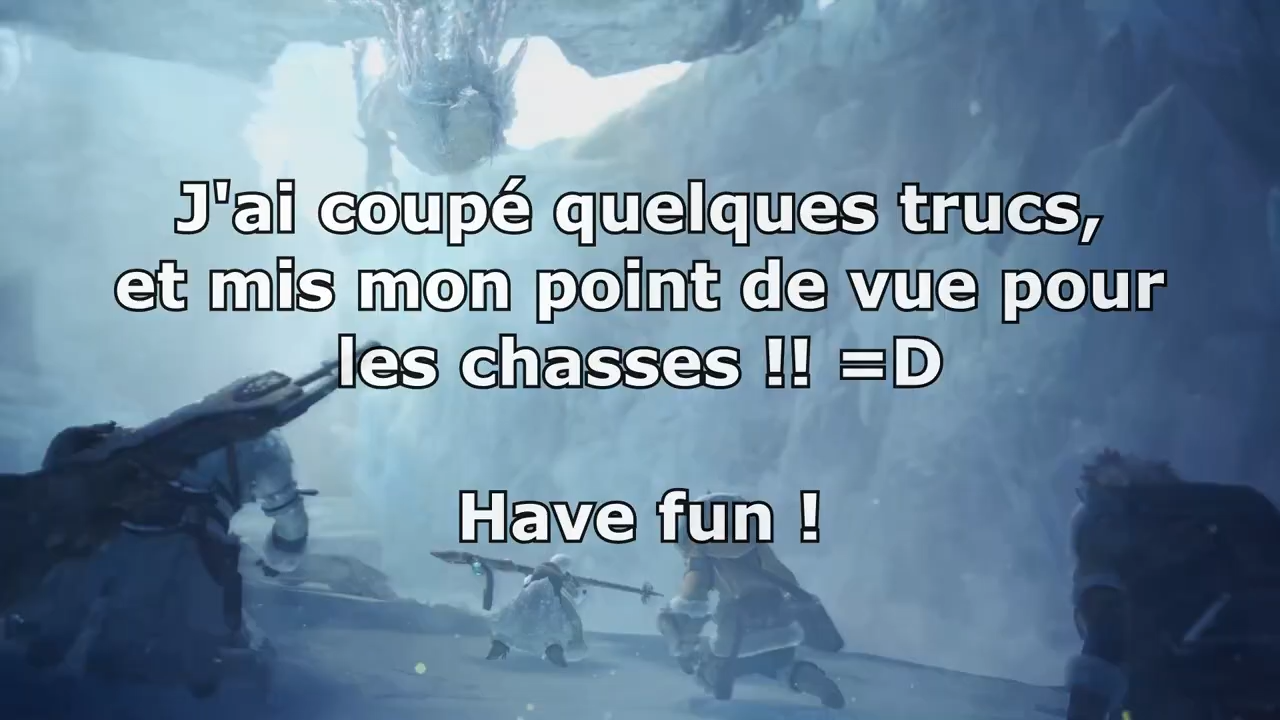 J'ai coupé quelques trucs,
et mis mon point de vue pour
les chasses !! =D
Have fun !